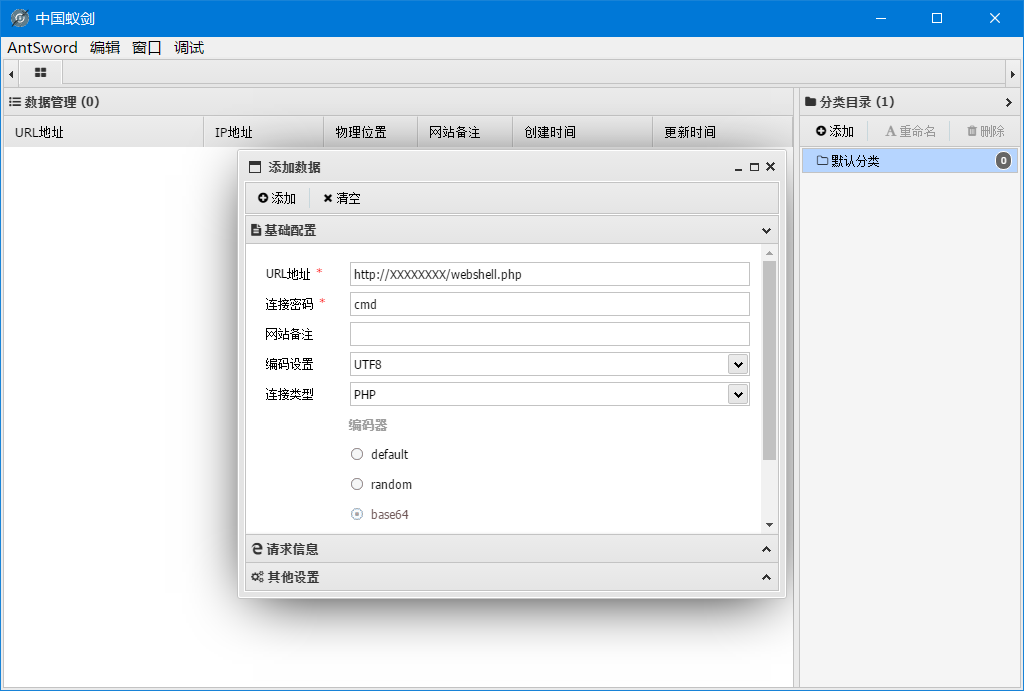 中国蚁剑
AntSword 编辑 窗口 调试
数据管理 (0)
分类目录 (1)
URL地址 IP地址 物理位置 网站备注 创建时间 更新时间
添加 重命名 删除
默认分类 0
添加数据
添加 清空
基础配置
URL地址 * http://XXXXXXXX/webshell.php
连接密码 * cmd
网站备注
编码设置 UTF8
连接类型 PHP
编码器
default
random
base64
请求信息
其他设置